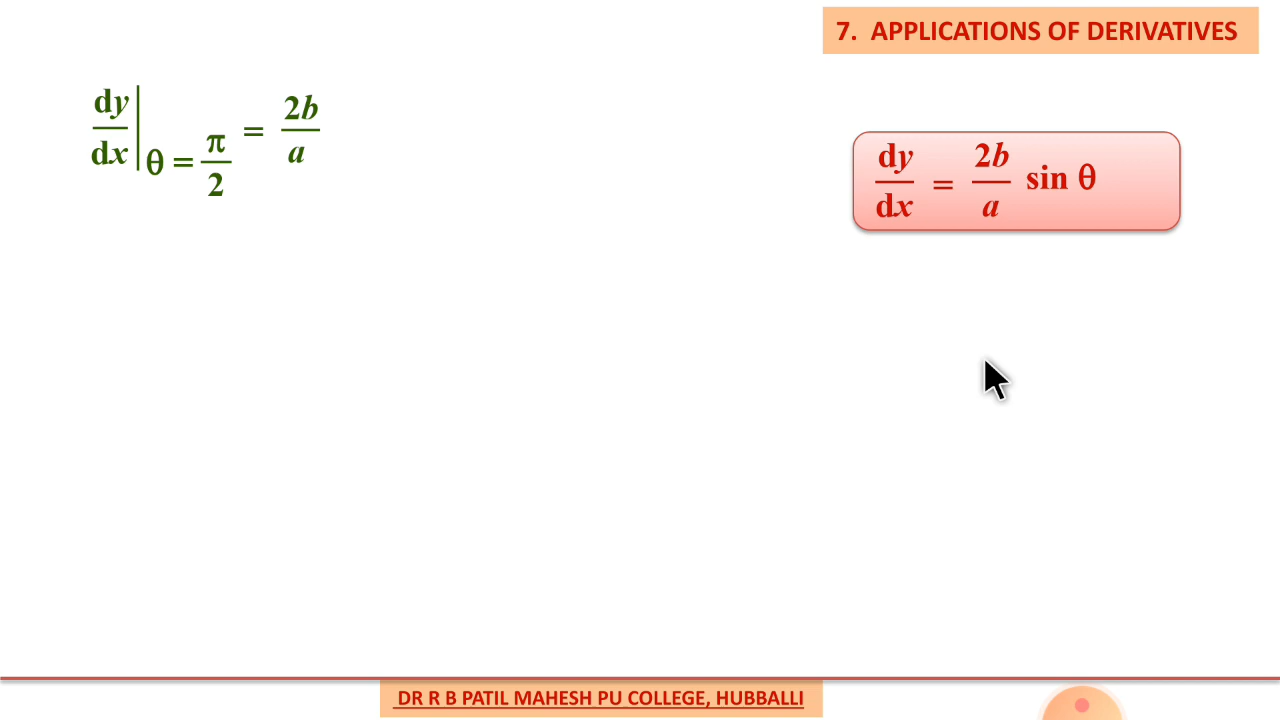 7. APPLICATIONS OF DERIVATIVES
dy/dx |θ = π/2 = 2b/a
dy/dx = 2b/a sin θ
DR R B PATIL MAHESH PU COLLEGE, HUBBALLI